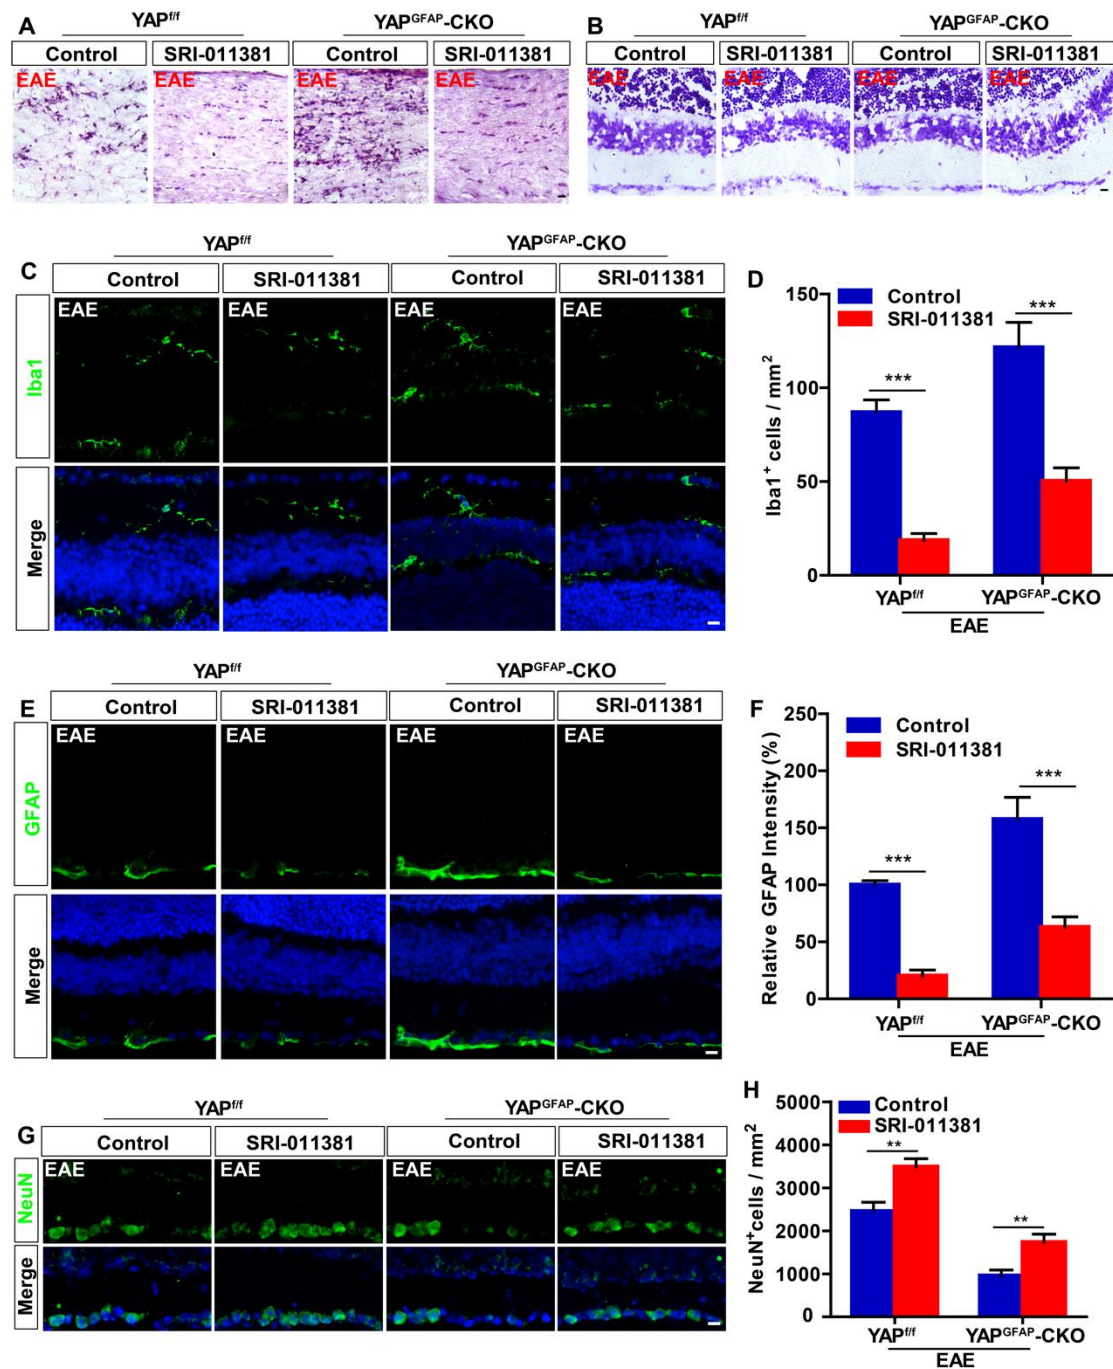 A
YAPf/f
YAPGFAP-CKO
Control
SRI-011381
Control
SRI-011381
EAE
EAE
EAE
EAE
B
YAPf/f
YAPGFAP-CKO
Control
SRI-011381
Control
SRI-011381
EAE
EAE
EAE
EAE
C
YAPf/f
YAPGFAP-CKO
Control
SRI-011381
Control
SRI-011381
Iba1
EAE
EAE
EAE
EAE
Merge
D
Control
SRI-011381
Iba1+ cells / mm2
150
100
50
0
***
***
YAPf/f
YAPGFAP-CKO
EAE
E
YAPf/f
YAPGFAP-CKO
Control
SRI-011381
Control
SRI-011381
GFAP
EAE
EAE
EAE
EAE
Merge
F
Control
SRI-011381
Relative GFAP Intensity (%)
250
200
150
100
50
0
***
***
YAPf/f
YAPGFAP-CKO
EAE
G
YAPf/f
YAPGFAP-CKO
Control
SRI-011381
Control
SRI-011381
NeuN
EAE
EAE
EAE
EAE
Merge
H
Control
SRI-011381
NeuN+cells / mm2
5000
4000
3000
2000
1000
0
**
**
YAPf/f
YAPGFAP-CKO
EAE